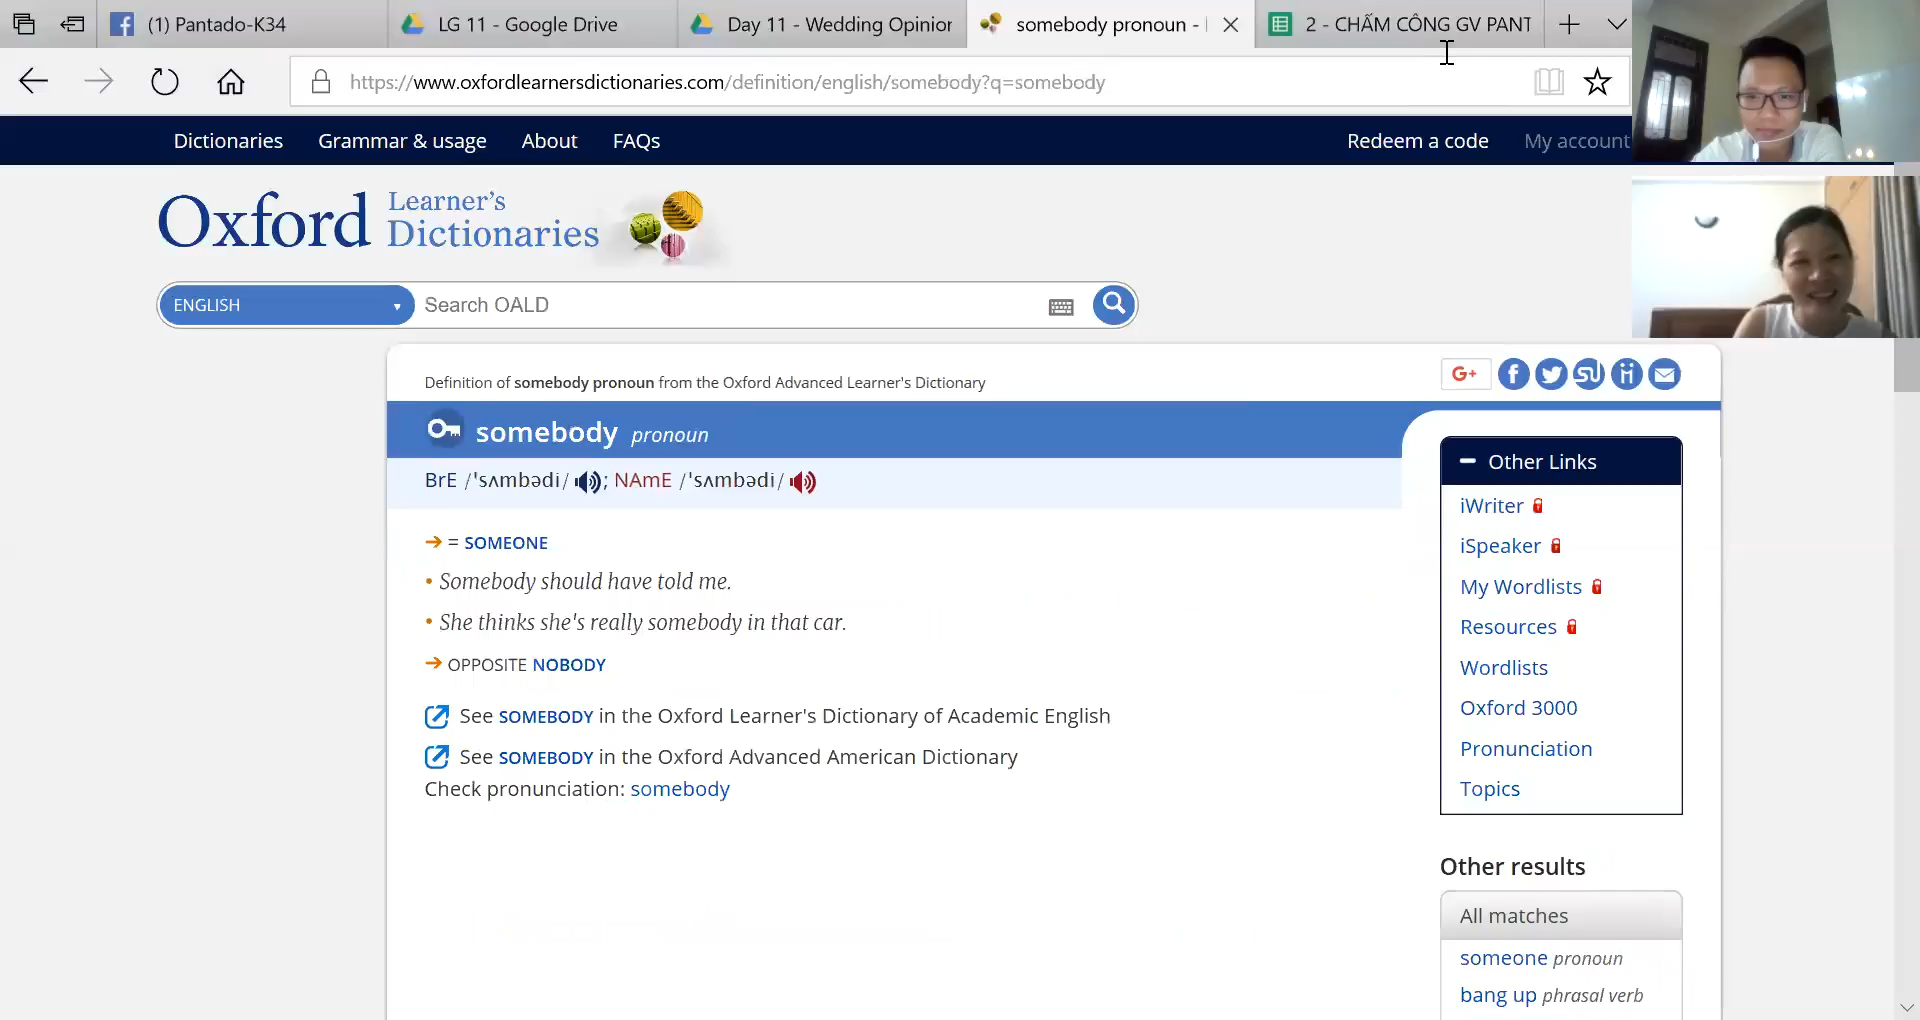 (1) Pantado-K34
LG 11 - Google Drive
Day 11 - Wedding Opinior
somebody pronoun -
2 - CHẤM CÔNG GV PANT
https://www.oxfordlearnersdictionaries.com/definition/english/somebody?q=somebody
Dictionaries Grammar & usage About FAQs Redeem a code My account
Oxford Learner's Dictionaries
ENGLISH Search OALD
Definition of somebody pronoun from the Oxford Advanced Learner's Dictionary
G+
somebody pronoun
BrE /ˈsʌmbədi/ ; NAmE /ˈsʌmbədi/
= SOMEONE
• Somebody should have told me.
• She thinks she's really somebody in that car.
OPPOSITE NOBODY
See SOMEBODY in the Oxford Learner's Dictionary of Academic English
See SOMEBODY in the Oxford Advanced American Dictionary
Check pronunciation: somebody
Other Links
iWriter
iSpeaker
My Wordlists
Resources
Wordlists
Oxford 3000
Pronunciation
Topics
Other results
All matches
someone pronoun
bang up phrasal verb